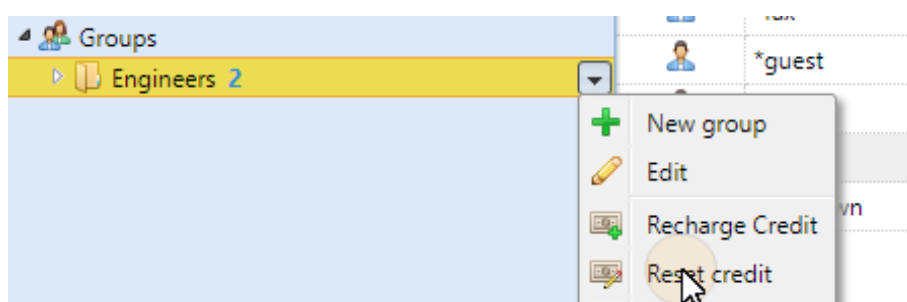 Groups
Engineers 2
*guest
New group
Edit
Recharge Credit
Reset credit